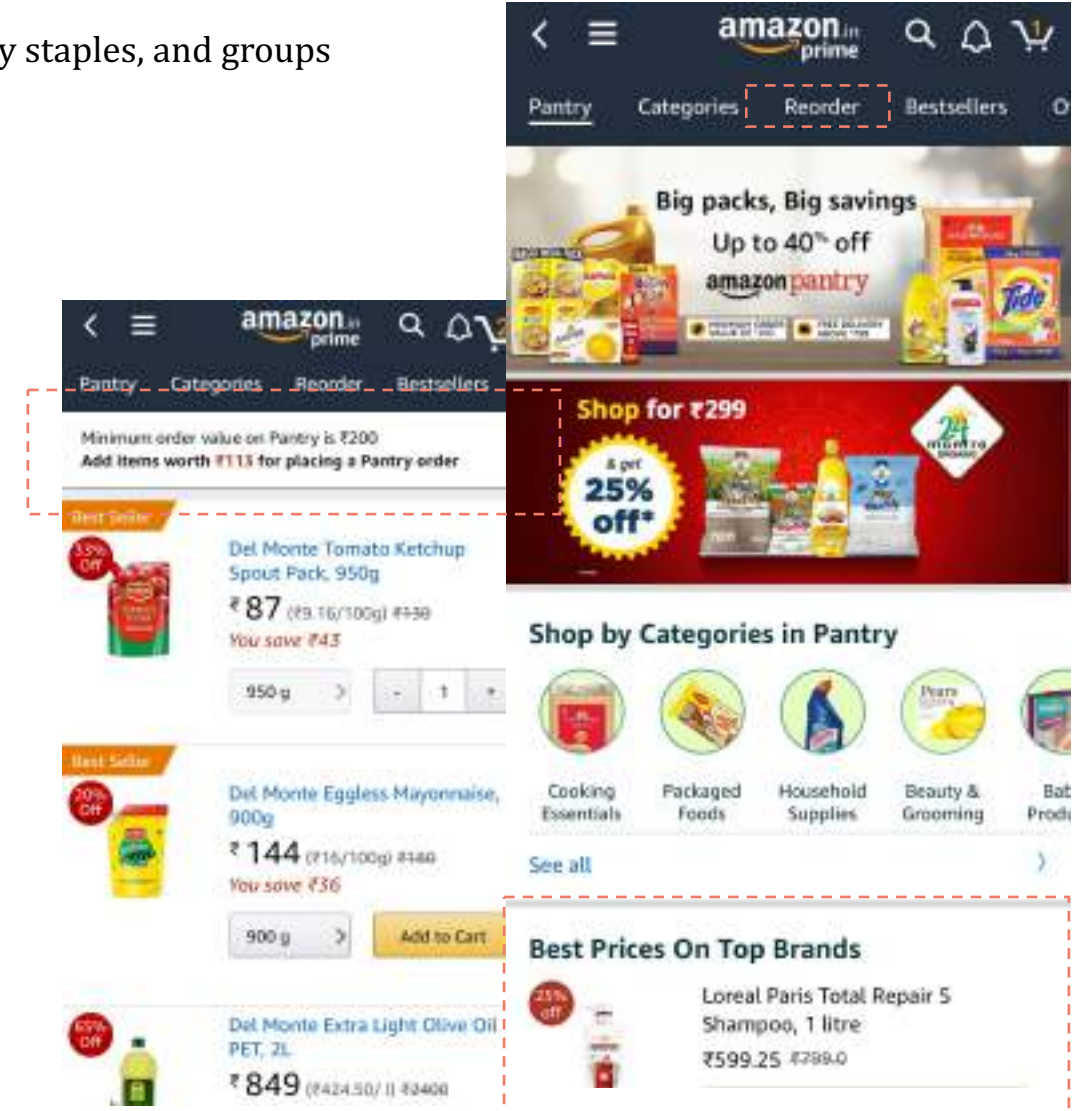 y staples, and groups
amazon.in
prime
Pantry Categories Reorder Bestsellers
Minimum order value on Pantry is ₹200
Add items worth ₹113 for placing a Pantry order
Best Seller
33%
Off
Del Monte Tomato Ketchup
Spout Pack, 950g
₹87 (₹9.16/100g) ₹130
You save ₹43
950 g
- 1 +
Best Seller
20%
Off
Del Monte Eggless Mayonnaise,
900g
₹144 (₹16/100g) ₹180
You save ₹36
900 g Add to Cart
65%
Off
Del Monte Extra Light Olive Oil
PET, 2L
₹849 (₹424.50/ l) ₹2400
amazon.in
prime
1
Pantry Categories Reorder Bestsellers O
Big packs, Big savings
Up to 40% off
amazon pantry
Tide
Shop for ₹299
& get
25%
off*
24
mantra
ORGANIC
Shop by Categories in Pantry
Pears
Cooking
Essentials
Packaged
Foods
Household
Supplies
Beauty &
Grooming
Bab
Produ
See all
Best Prices On Top Brands
25%
off
Loreal Paris Total Repair 5
Shampoo, 1 litre
₹599.25 ₹799.0